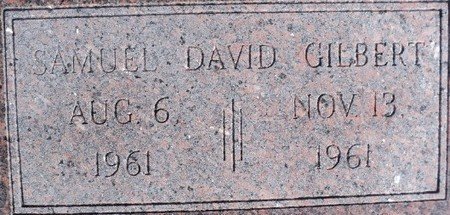 SAMUEL DAVID GILBERT
AUG. 6 NOV. 13
1961 1961